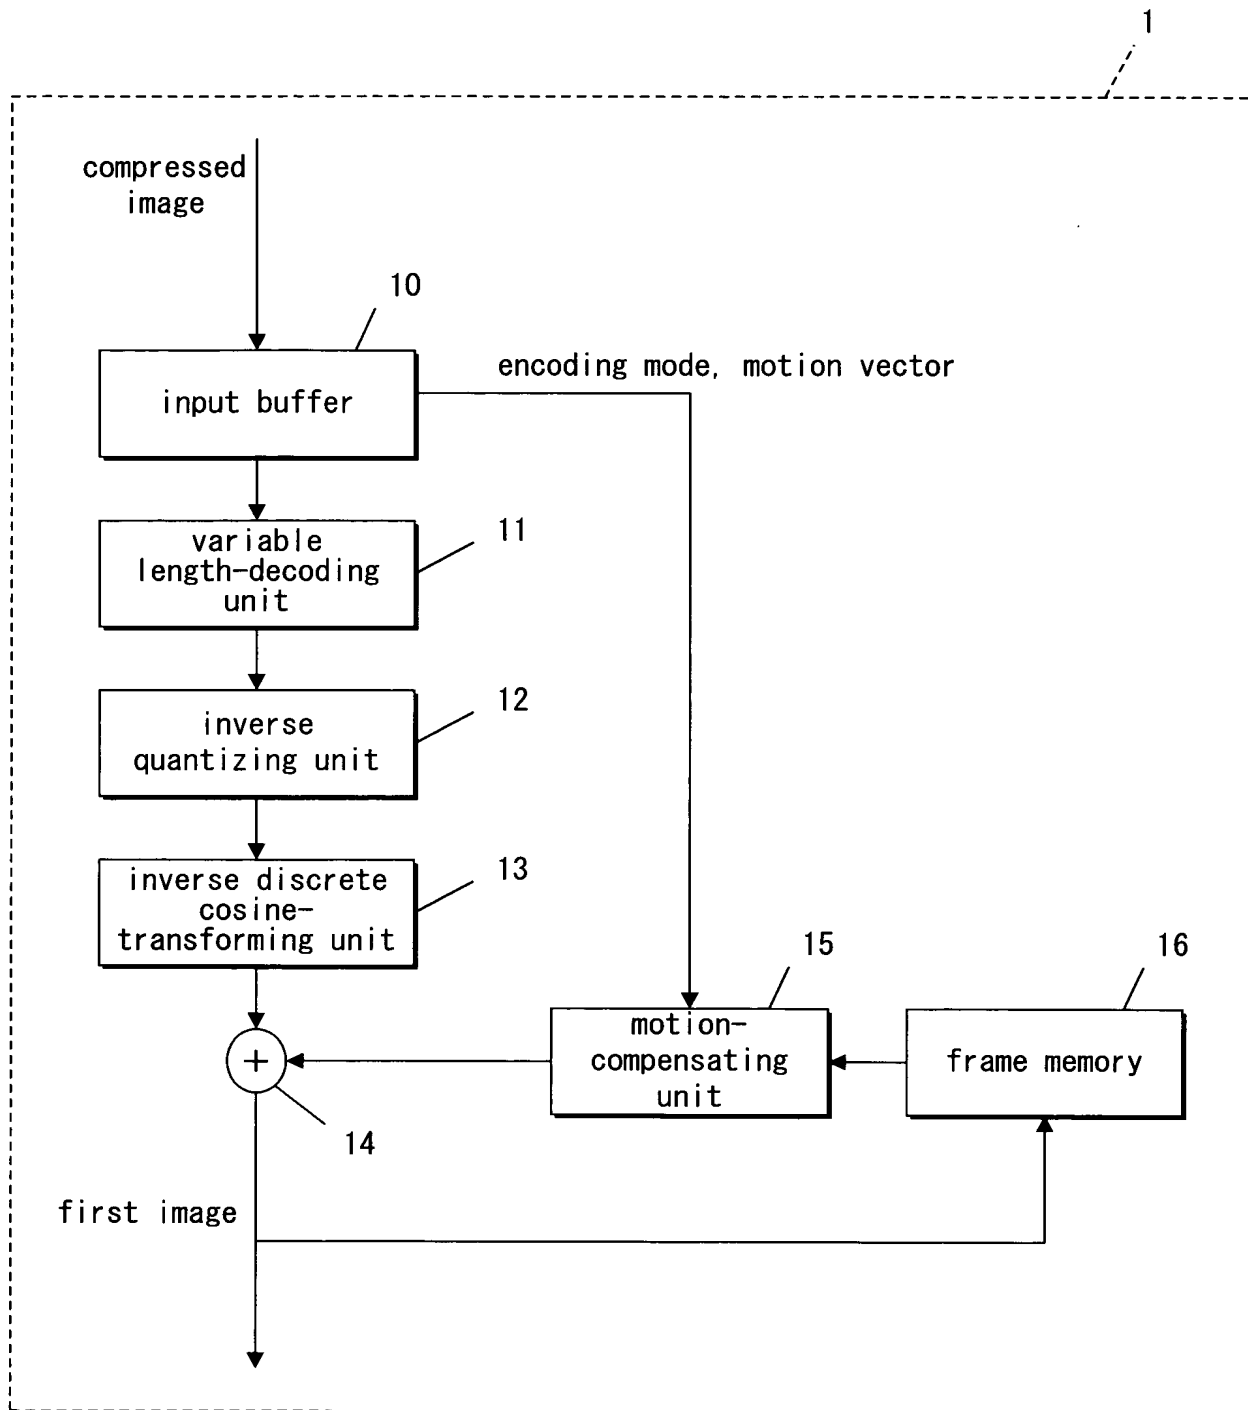 1
compressed
image
10
encoding mode, motion vector
input buffer
variable
length-decoding
unit
11
inverse
quantizing unit
12
inverse discrete
cosine-
transforming unit
13
15
16
motion-
compensating
unit
frame memory
+
14
first image